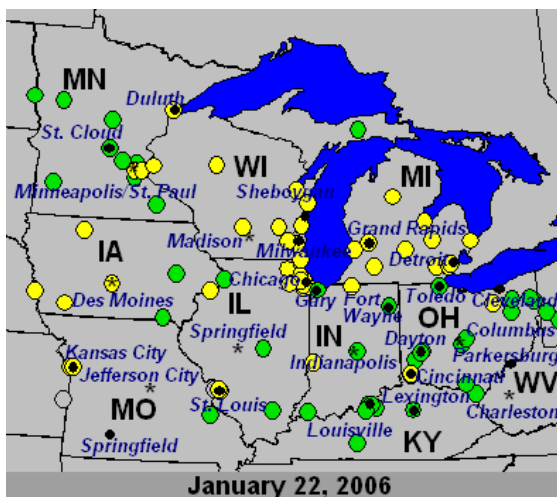 MN
Duluth
St. Cloud
WI
MI
Sheboygan
Minneapolis/St. Paul
Grand Rapids
Madison
Milwaukee
IA
Detroit
Chicago
Des Moines
IL
Gary
Fort Wayne
Toledo
Cleveland
OH
Springfield
IN
Columbus
Dayton
Kansas City
Indianapolis
Parkersburg
Jefferson City
Cincinnati
WV
St. Louis
Lexington
Charleston
MO
Louisville
Springfield
KY
January 22, 2006